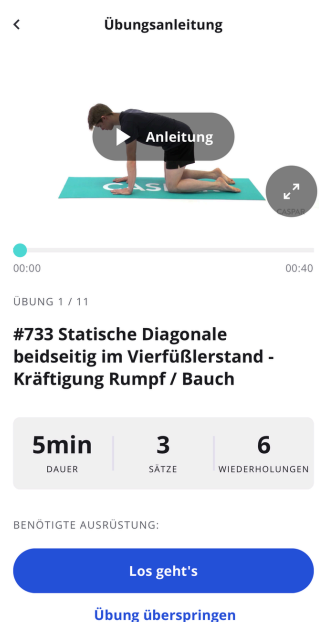 Übungsanleitung
Anleitung
CASPAR
00:00
00:40
ÜBUNG 1 / 11
#733 Statische Diagonale
beidseitig im Vierfüßlerstand -
Kräftigung Rumpf / Bauch
5min
3
6
DAUER
SÄTZE
WIEDERHOLUNGEN
BENÖTIGTE AUSRÜSTUNG:
Los geht's
Übung überspringen